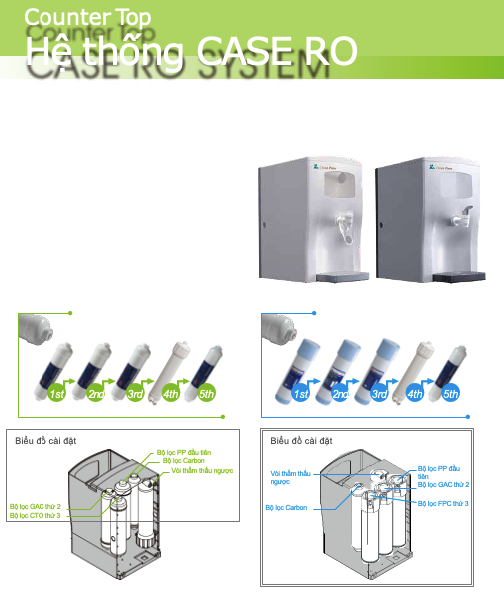 Counter Top
Hệ thống CASE RO
CASE RO SYSTEM
1st
2nd
3rd
4th
5th
1st
2nd
3rd
4th
5th
Biểu đồ cài đặt
Bộ lọc PP đầu tiên
Bộ lọc Carbon
Vòi thẩm thấu ngược
Bộ lọc GAC thứ 2
Bộ lọc CTO thứ 3
Biểu đồ cài đặt
Vòi thẩm thấu
ngược
Bộ lọc Carbon
Bộ lọc PP đầu
tiên
Bộ lọc GAC thứ 2
Bộ lọc FPC thứ 3